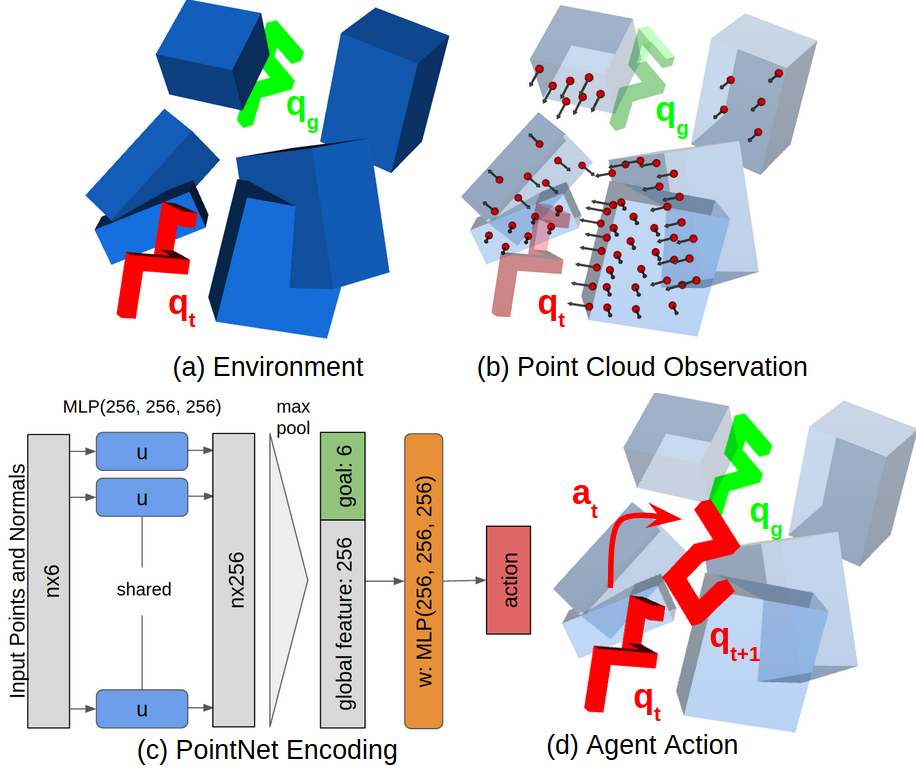 q_g
q_t
(a) Environment
q_g
q_t
(b) Point Cloud Observation
MLP(256, 256, 256)
max
pool
Input Points and Normals
nx6
u
u
shared
u
nx256
goal: 6
global feature: 256
w: MLP(256, 256, 256)
action
(c) PointNet Encoding
a_t
q_g
q_t+1
q_t
(d) Agent Action